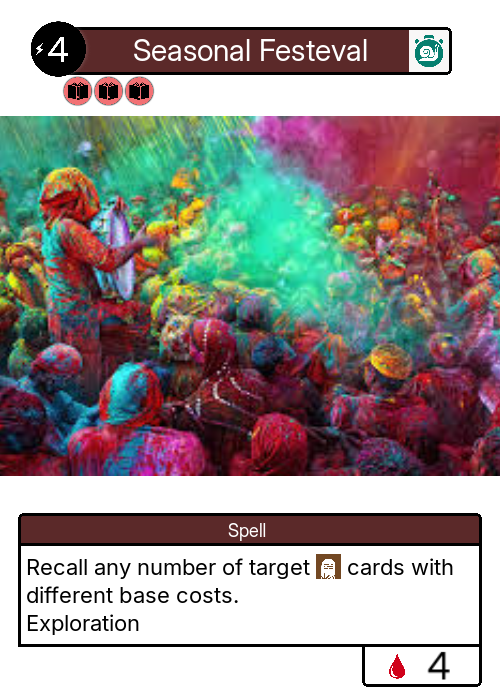 4 Seasonal Festeval
Spell
Recall any number of target cards with
different base costs.
Exploration
4